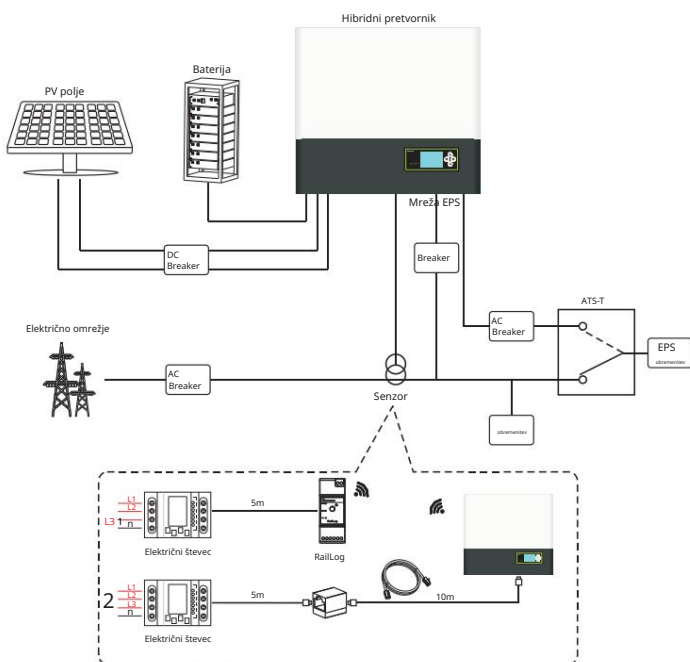 Hibridni pretvornik
Baterija
PV polje
Mreža EPS
DC
Breaker
Breaker
ATS-T
AC
Breaker
EPS
obremenitev
Električno omrežje
AC
Breaker
Senzor
obremenitev
L1
L2
L3 1
n
5m
Električni števec
RailLog
L1
L2
L3
2
n
5m
10m
Električni števec